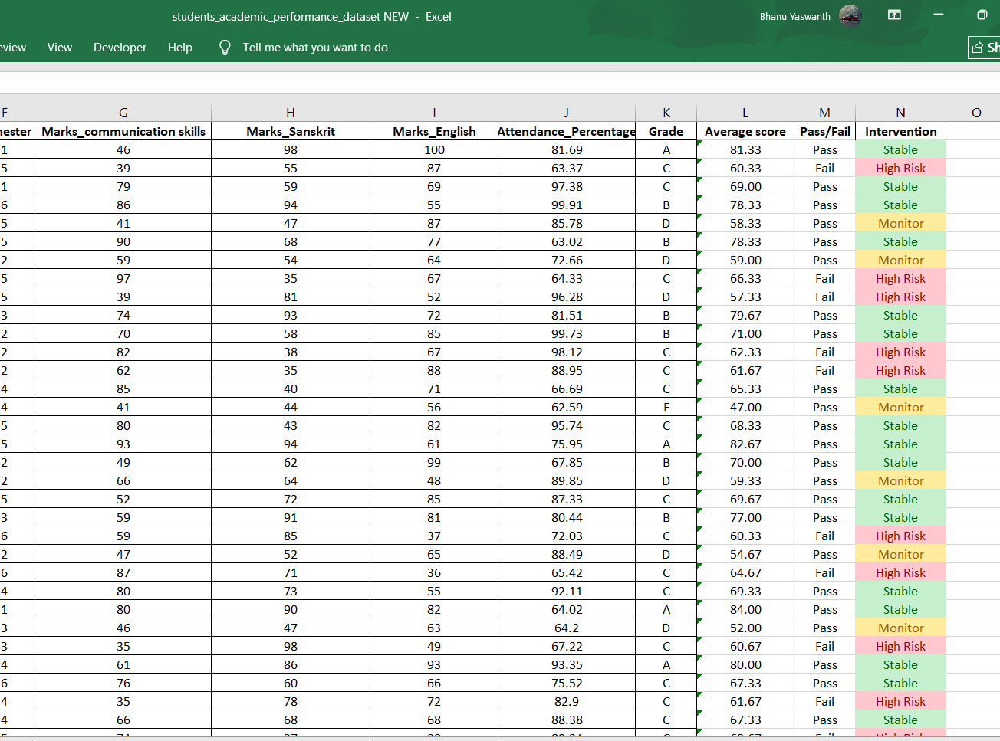 students_academic_performance_dataset NEW - Excel Bhanu Yaswanth
eview View Developer Help Tell me what you want to do Sh
F G H I J K L M N O
nester Marks_communication skills Marks_Sanskrit Marks_English Attendance_Percentage Grade Average score Pass/Fail Intervention
1 46 98 100 81.69 A 81.33 Pass Stable
5 39 55 87 63.37 C 60.33 Fail High Risk
1 79 59 69 97.38 C 69.00 Pass Stable
6 86 94 55 99.91 B 78.33 Pass Stable
5 41 47 87 85.78 D 58.33 Pass Monitor
5 90 68 77 63.02 B 78.33 Pass Stable
2 59 54 64 72.66 D 59.00 Pass Monitor
5 97 35 67 64.33 C 66.33 Fail High Risk
5 39 81 52 96.28 D 57.33 Fail High Risk
3 74 93 72 81.51 B 79.67 Pass Stable
2 70 58 85 99.73 B 71.00 Pass Stable
2 82 38 67 98.12 C 62.33 Fail High Risk
2 62 35 88 88.95 C 61.67 Fail High Risk
4 85 40 71 66.69 C 65.33 Pass Stable
4 41 44 56 62.59 F 47.00 Pass Monitor
5 80 43 82 95.74 C 68.33 Pass Stable
5 93 94 61 75.95 A 82.67 Pass Stable
2 49 62 99 67.85 B 70.00 Pass Stable
2 66 64 48 89.85 D 59.33 Pass Monitor
5 52 72 85 87.33 C 69.67 Pass Stable
3 59 91 81 80.44 B 77.00 Pass Stable
6 59 85 37 72.03 C 60.33 Fail High Risk
2 47 52 65 88.49 D 54.67 Pass Monitor
6 87 71 36 65.42 C 64.67 Fail High Risk
4 80 73 55 92.11 C 69.33 Pass Stable
1 80 90 82 64.02 A 84.00 Pass Stable
3 46 47 63 64.2 D 52.00 Pass Monitor
3 35 98 49 67.22 C 60.67 Fail High Risk
4 61 86 93 93.35 A 80.00 Pass Stable
6 76 60 66 75.52 C 67.33 Pass Stable
4 35 78 72 82.9 C 61.67 Fail High Risk
4 66 68 68 88.38 C 67.33 Pass Stable